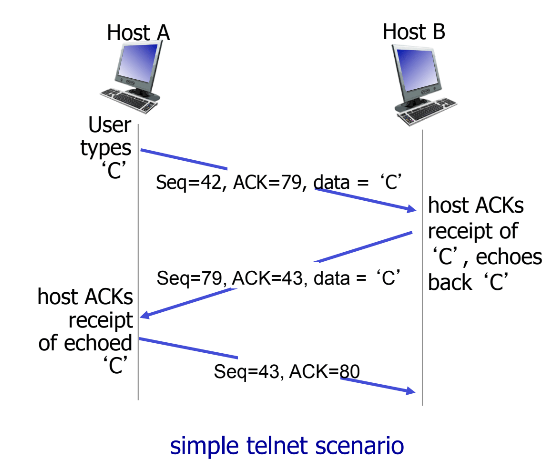 Host A
Host B
User
types
‘C’
Seq=42, ACK=79, data = ‘C’
host ACKs
receipt of
‘C’, echoes
back ‘C’
Seq=79, ACK=43, data = ‘C’
host ACKs
receipt
of echoed
‘C’
Seq=43, ACK=80
simple telnet scenario